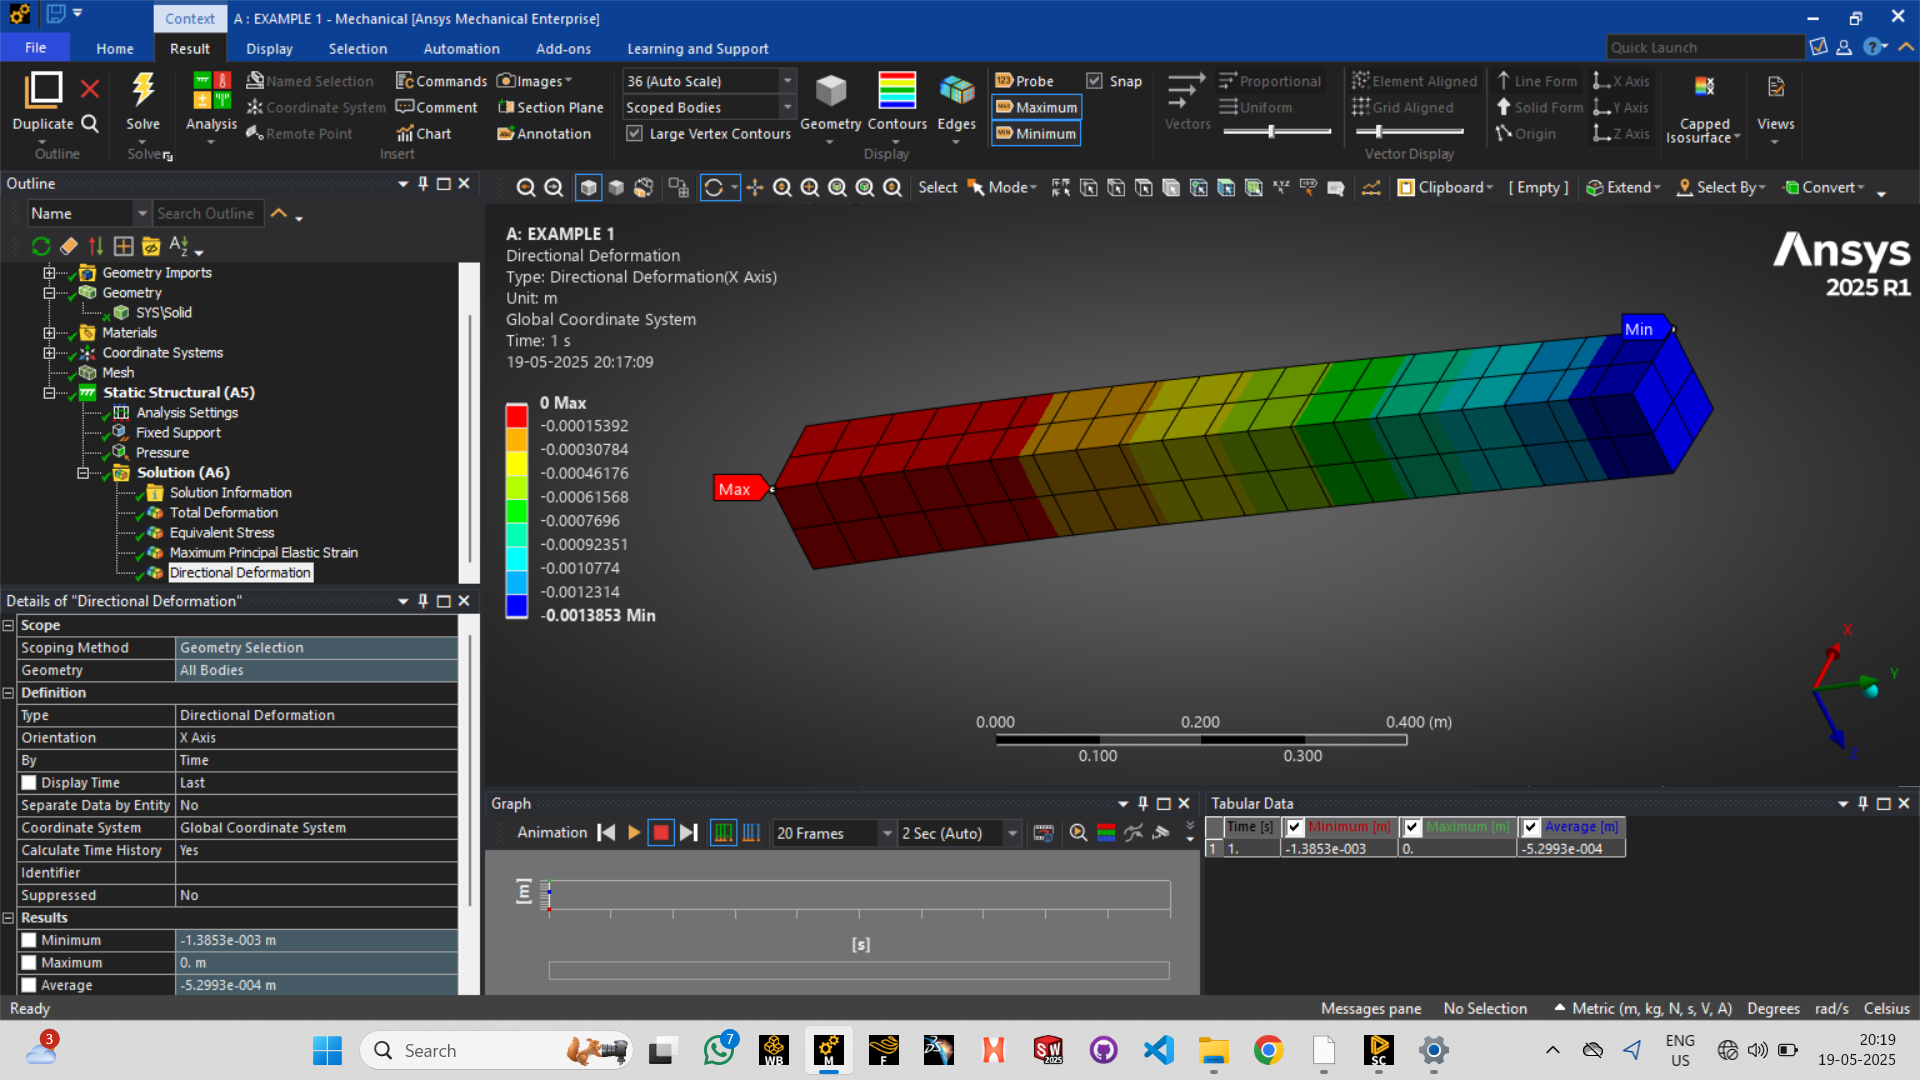 Context
A : EXAMPLE 1 - Mechanical [Ansys Mechanical Enterprise]
File
Home
Result
Display
Selection
Automation
Add-ons
Learning and Support
Quick Launch
Duplicate
Outline
Solve
Solver
Analysis
Named Selection
Coordinate System
Remote Point
Commands
Comment
Chart
Images
Section Plane
Annotation
Insert
36 (Auto Scale)
Scoped Bodies
Large Vertex Contours
Geometry
Contours
Edges
Display
Probe
Maximum
Minimum
Snap
Vectors
Proportional
Uniform
Element Aligned
Grid Aligned
Line Form
Solid Form
Origin
X Axis
Y Axis
Z Axis
Vector Display
Capped
Isosurface
Views
Outline
Name
Search Outline
Geometry Imports
Geometry
SYS\Solid
Materials
Coordinate Systems
Mesh
Static Structural (A5)
Analysis Settings
Fixed Support
Pressure
Solution (A6)
Solution Information
Total Deformation
Equivalent Stress
Maximum Principal Elastic Strain
Directional Deformation
Details of "Directional Deformation"
Scope
Scoping Method Geometry Selection
Geometry All Bodies
Definition
Type Directional Deformation
Orientation X Axis
By Time
Display Time Last
Separate Data by Entity No
Coordinate System Global Coordinate System
Calculate Time History Yes
Identifier
Suppressed No
Results
Minimum -1.3853e-003 m
Maximum 0. m
Average -5.2993e-004 m
Select
Mode
Clipboard
[ Empty ]
Extend
Select By
Convert
A: EXAMPLE 1
Directional Deformation
Type: Directional Deformation(X Axis)
Unit: m
Global Coordinate System
Time: 1 s
19-05-2025 20:17:09
0 Max
-0.00015392
-0.00030784
-0.00046176
-0.00061568
-0.0007696
-0.00092351
-0.0010774
-0.0012314
-0.0013853 Min
Ansys
2025 R1
Min
Max
X
Y
Z
0.000 0.200 0.400 (m)
0.100 0.300
Graph
Animation
20 Frames
2 Sec (Auto)
[m]
[s]
Tabular Data
Time [s] Minimum [m] Maximum [m] Average [m]
1 1. -1.3853e-003 0. -5.2993e-004
Ready
Messages pane
No Selection
Metric (m, kg, N, s, V, A)
Degrees
rad/s
Celsius
3
Search
7
WB
M
F
SW
2025
SC
ENG
US
20:19
19-05-2025